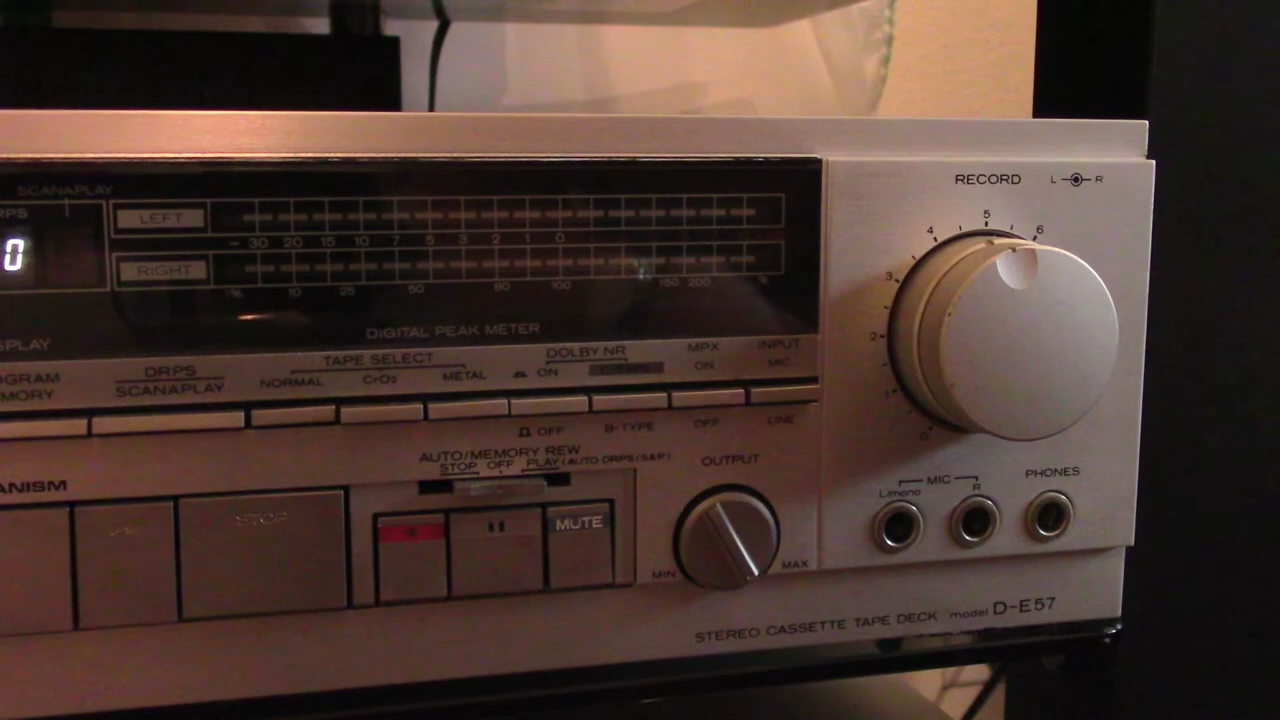 SCANAPLAY
RPS
0
LEFT
- 30 20 15 10 7 5 3 2 1 0
RIGHT
% 10 25 50 80 100 150 200 %
DIGITAL PEAK METER
SPLAY
OGRAM
MORY
DRPS
SCANAPLAY
TAPE SELECT
NORMAL CrO₂ METAL
DOLBY NR
ON
MPX
ON
INPUT
MIC
OFF B-TYPE OFF LINE
AUTO/MEMORY REW
STOP OFF PLAY (AUTO DRPS/S&P)
ANISM
STOP
MUTE
OUTPUT
MIN MAX
RECORD L R
0 1 2 3 4 5 6
MIC
L/mono R
PHONES
STEREO CASSETTE TAPE DECK model D-E57